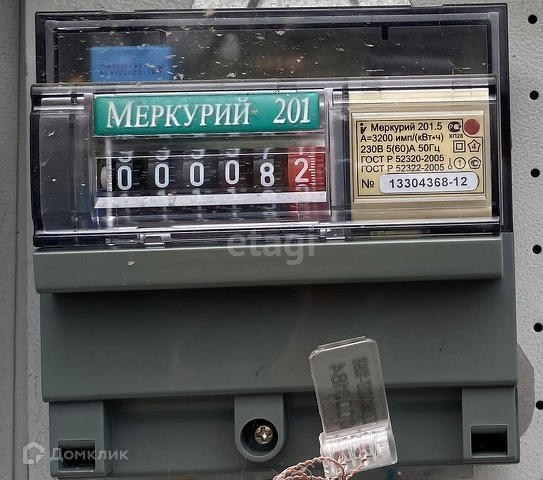 МЕРКУРИЙ 201
000082
Меркурий 201.5
А=3200 имп/(кВт•ч)
230В 5(60)А 50Гц
ГОСТ Р 52320-2005
ГОСТ Р 52322-2005
№ 13304368-12
etagi
Домклик